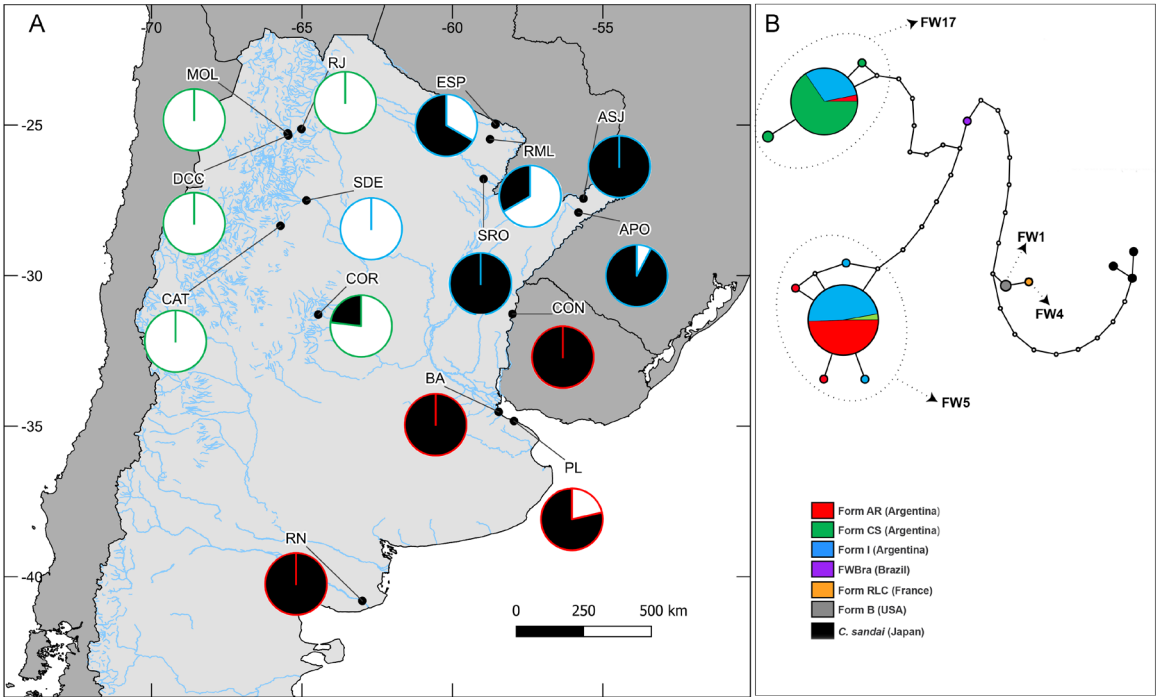 A
-70
-65
-60
-55
MOL
RJ
ESP
ASJ
-25
RML
DCC
SDE
SRO
APO
-30
CAT
COR
CON
BA
-35
PL
RN
-40
0 250 500 km
B
FW17
FW1
FW4
FW5
Form AR (Argentina)
Form CS (Argentina)
Form I (Argentina)
FWBra (Brazil)
Form RLC (France)
Form B (USA)
C. sandai (Japan)